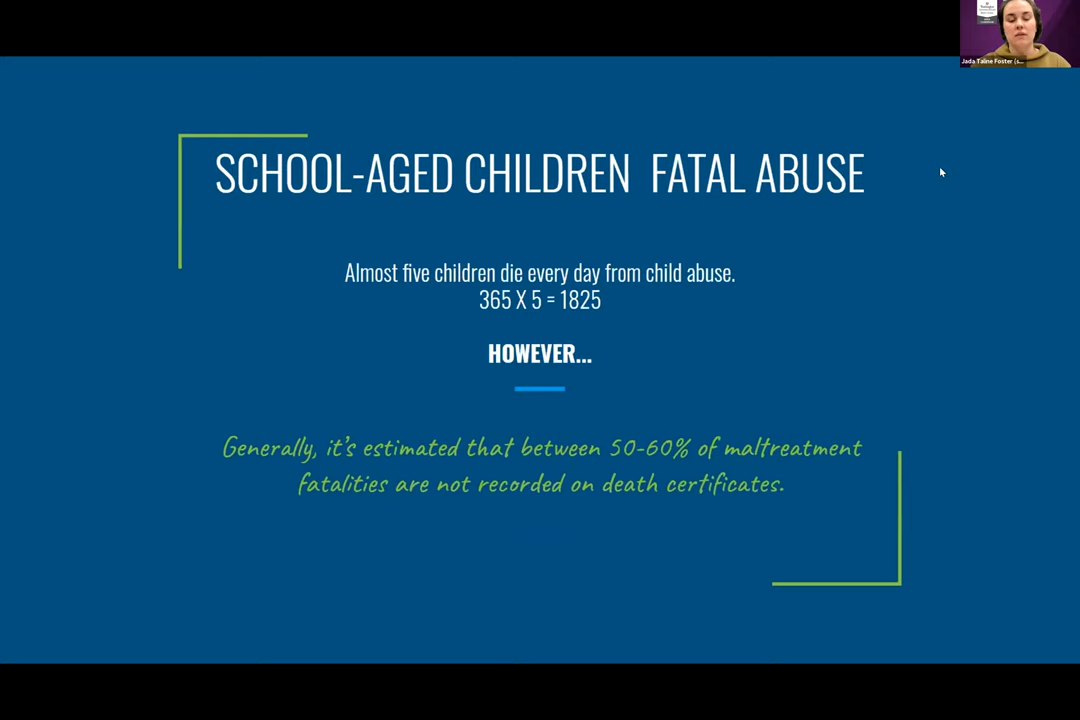 Jada Taine Foster (s...
SCHOOL-AGED CHILDREN FATAL ABUSE
Almost five children die every day from child abuse.
365 X 5 = 1825
HOWEVER...
Generally, it's estimated that between 50-60% of maltreatment
fatalities are not recorded on death certificates.